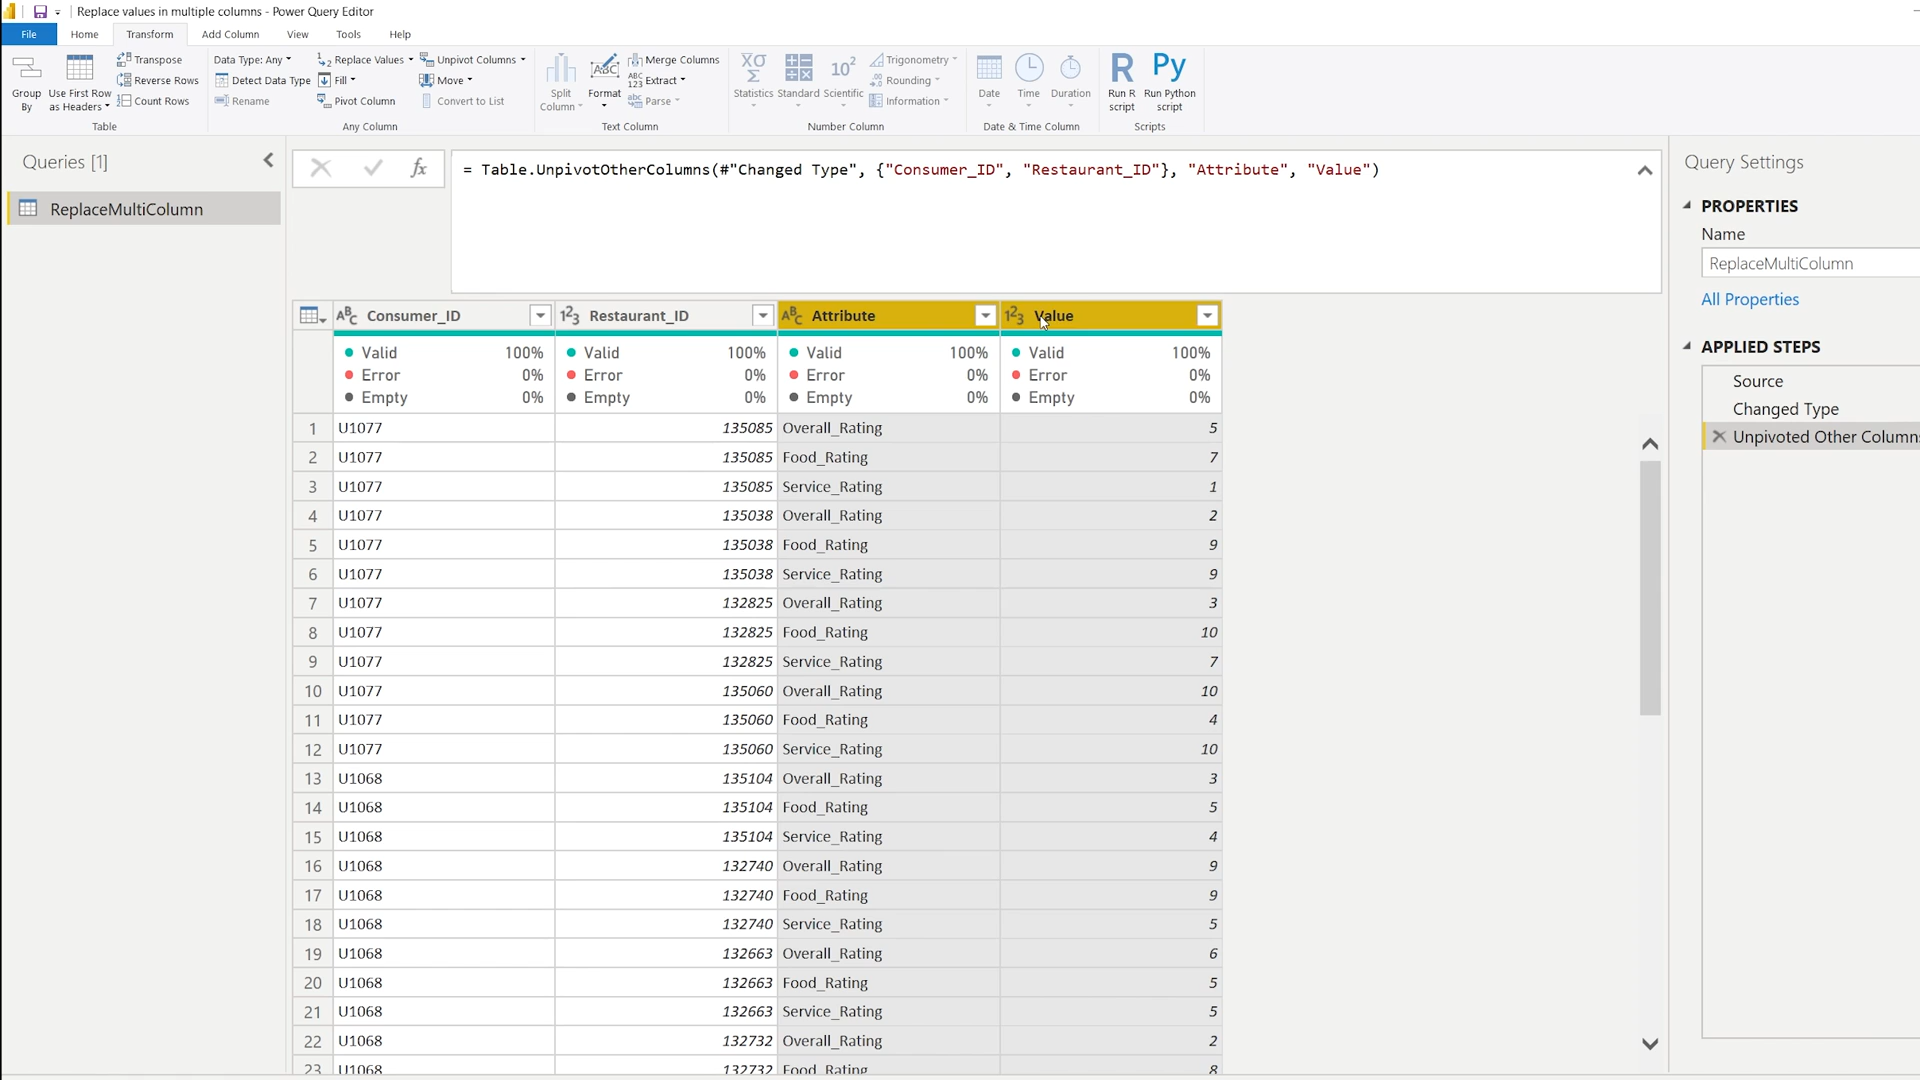 Replace values in multiple columns - Power Query Editor
File Home Transform Add Column View Tools Help
Group By
Use First Row as Headers
Transpose
Reverse Rows
Count Rows
Table
Data Type: Any
Detect Data Type
Rename
Replace Values
Fill
Pivot Column
Unpivot Columns
Move
Convert to List
Any Column
Split Column
Format
Merge Columns
Extract
Parse
Text Column
Statistics
Standard
Scientific
Trigonometry
Rounding
Information
Number Column
Date
Time
Duration
Date & Time Column
Run R script
Run Python script
Scripts
Queries [1]
ReplaceMultiColumn
fx
= Table.UnpivotOtherColumns(#"Changed Type", {"Consumer_ID", "Restaurant_ID"}, "Attribute", "Value")
Query Settings
PROPERTIES
Name
ReplaceMultiColumn
All Properties
APPLIED STEPS
Source
Changed Type
Unpivoted Other Columns
Consumer_ID Restaurant_ID Attribute Value
Valid 100% Valid 100% Valid 100% Valid 100%
Error 0% Error 0% Error 0% Error 0%
Empty 0% Empty 0% Empty 0% Empty 0%
1 U1077 135085 Overall_Rating 5
2 U1077 135085 Food_Rating 7
3 U1077 135085 Service_Rating 1
4 U1077 135038 Overall_Rating 2
5 U1077 135038 Food_Rating 9
6 U1077 135038 Service_Rating 9
7 U1077 132825 Overall_Rating 3
8 U1077 132825 Food_Rating 10
9 U1077 132825 Service_Rating 7
10 U1077 135060 Overall_Rating 10
11 U1077 135060 Food_Rating 4
12 U1077 135060 Service_Rating 10
13 U1068 135104 Overall_Rating 3
14 U1068 135104 Food_Rating 5
15 U1068 135104 Service_Rating 4
16 U1068 132740 Overall_Rating 9
17 U1068 132740 Food_Rating 9
18 U1068 132740 Service_Rating 5
19 U1068 132663 Overall_Rating 6
20 U1068 132663 Food_Rating 5
21 U1068 132663 Service_Rating 5
22 U1068 132732 Overall_Rating 2
23 U1068 132732 Food_Rating 8